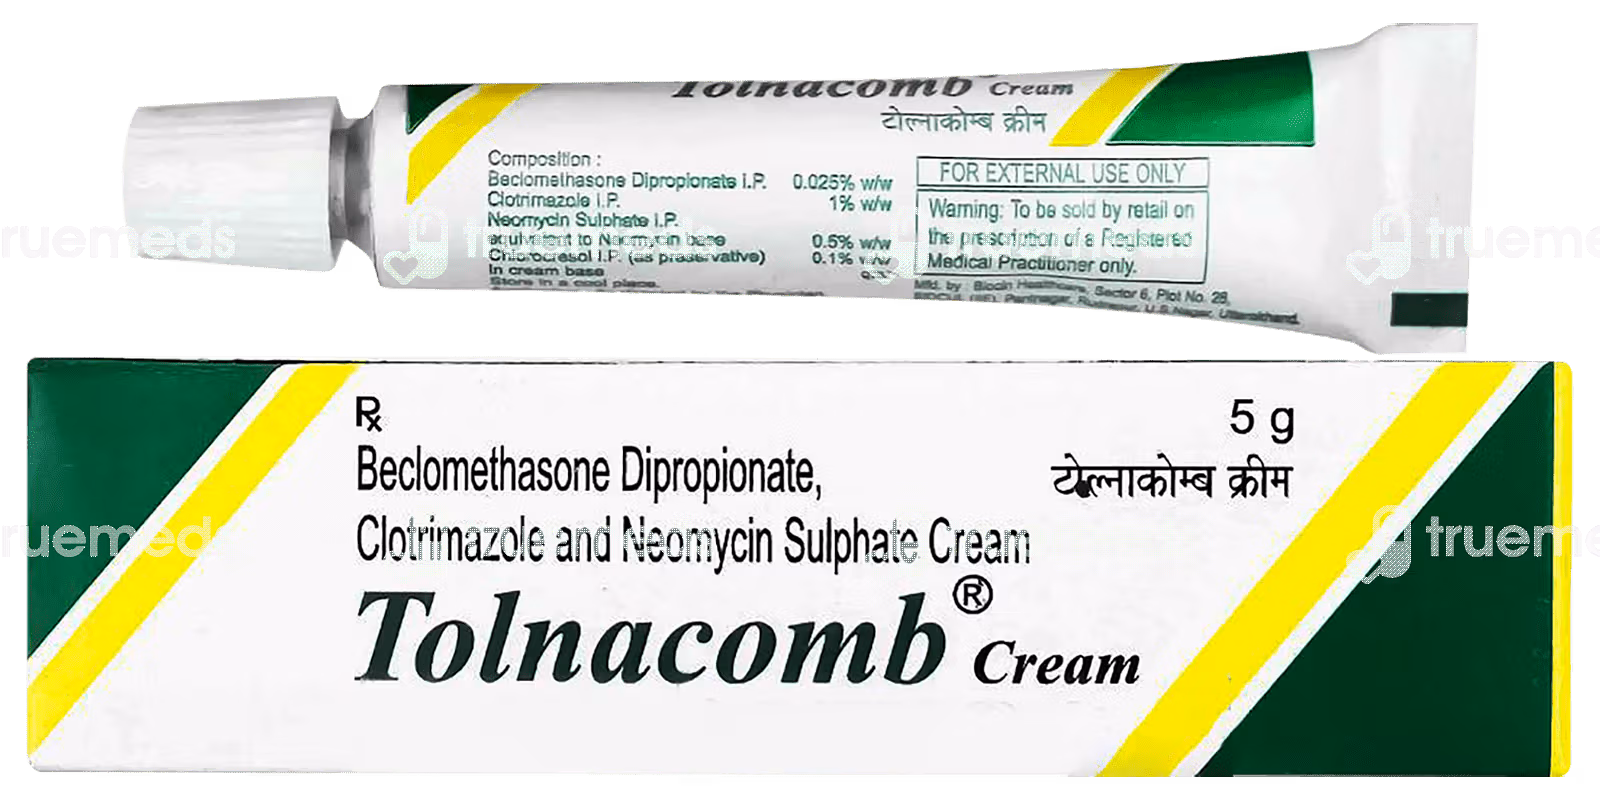 Tolnacomb Cream
टोल्नाकोम्ब क्रीम
Composition :
Beclomethasone Dipropionate I.P. 0.025% w/w
Clotrimazole I.P. 1% w/w
Neomycin Sulphate I.P.
equivalent to Neomycin base 0.5% w/w
Chlorocresol I.P. (as preservative) 0.1% w/w
In cream base
Store in a cool place.
FOR EXTERNAL USE ONLY
Warning: To be sold by retail on
the prescription of a Registered
Medical Practitioner only.
Mfd. by : Biocin Healthcare, Sector 6, Plot No. 28,
Pantnagar, U.S. Nagar, Uttarakhand.
truemeds
Rx
5 g
Beclomethasone Dipropionate,
टोल्नाकोम्ब क्रीम
Clotrimazole and Neomycin Sulphate Cream
Tolnacomb® Cream
truemeds